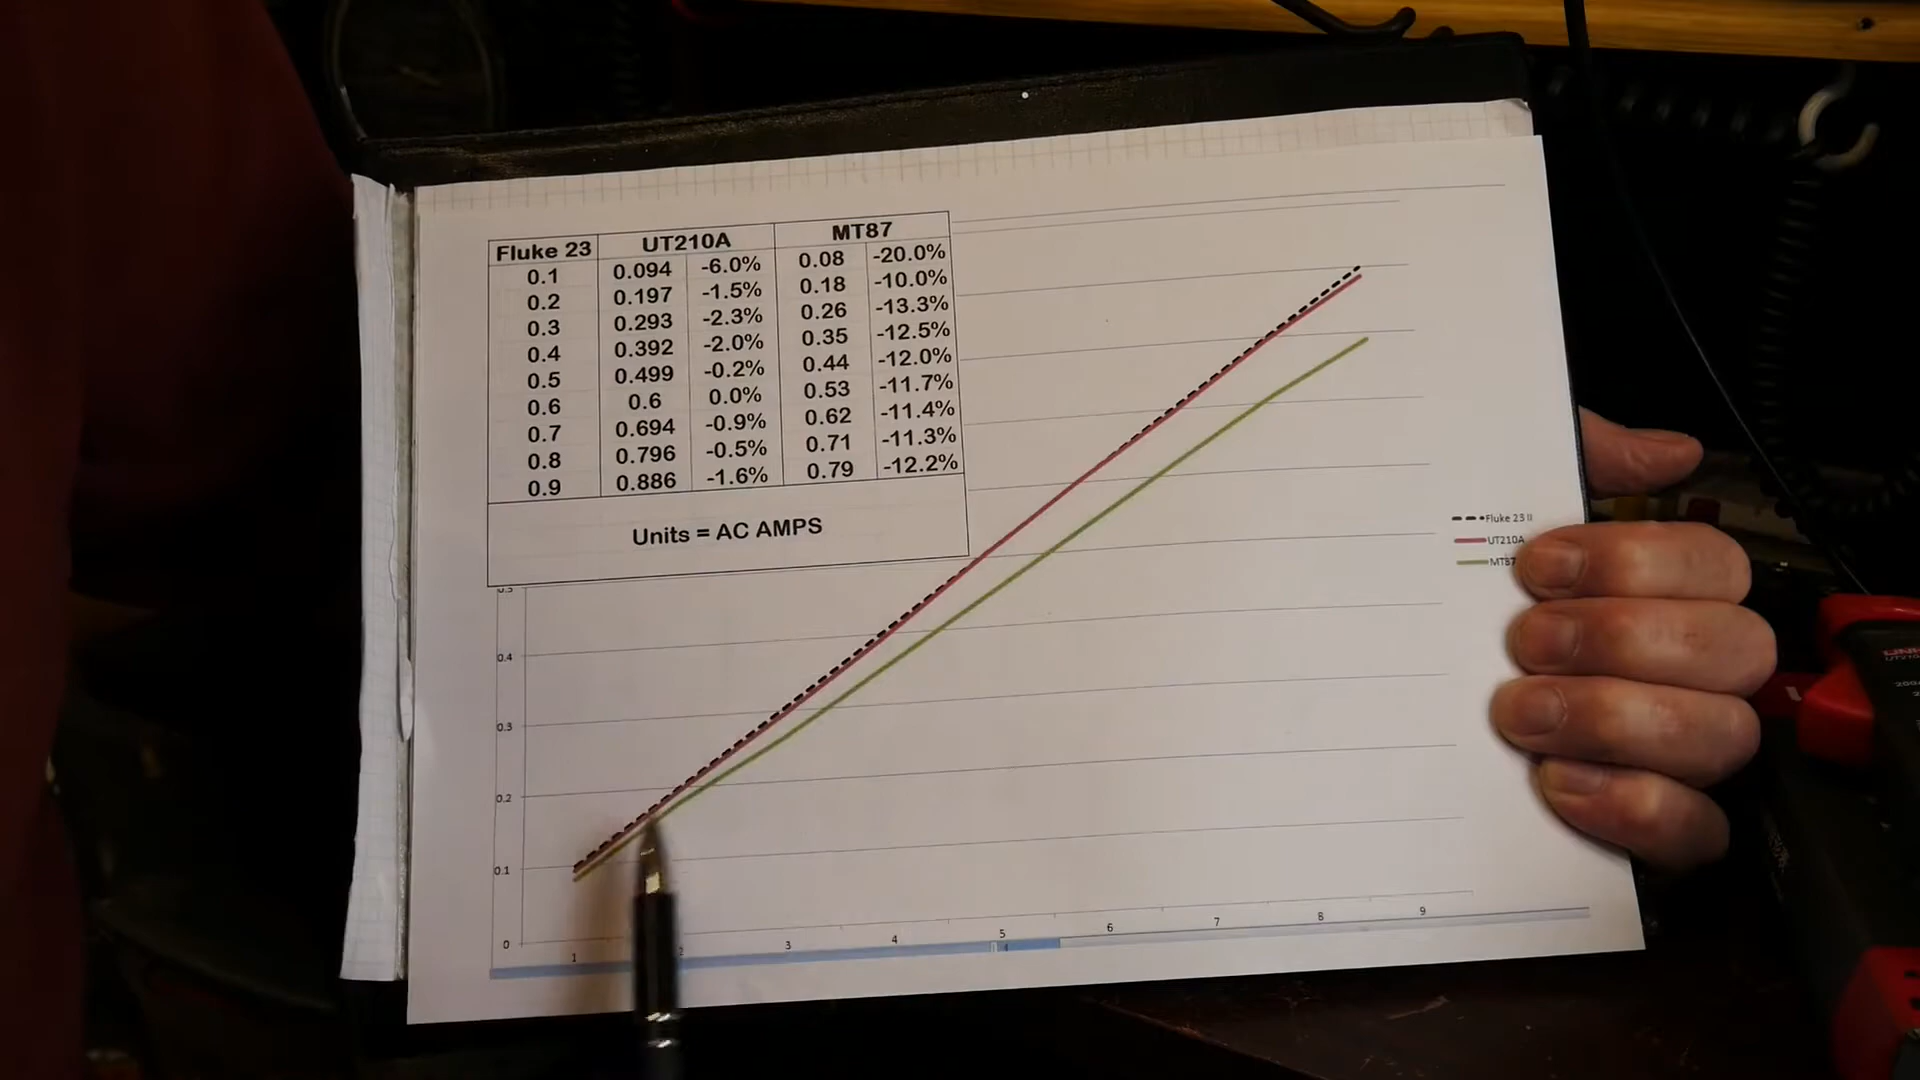 Fluke 23 UT210A MT87
0.1 0.094 -6.0% 0.08 -20.0%
0.2 0.197 -1.5% 0.18 -10.0%
0.3 0.293 -2.3% 0.26 -13.3%
0.4 0.392 -2.0% 0.35 -12.5%
0.5 0.499 -0.2% 0.44 -12.0%
0.6 0.6 0.0% 0.53 -11.7%
0.7 0.694 -0.9% 0.62 -11.4%
0.8 0.796 -0.5% 0.71 -11.3%
0.9 0.886 -1.6% 0.79 -12.2%
Units = AC AMPS
Fluke 23 II
UT210A
MT87
0.4
0.3
0.2
0.1
0
1 2 3 4 5 6 7 8 9